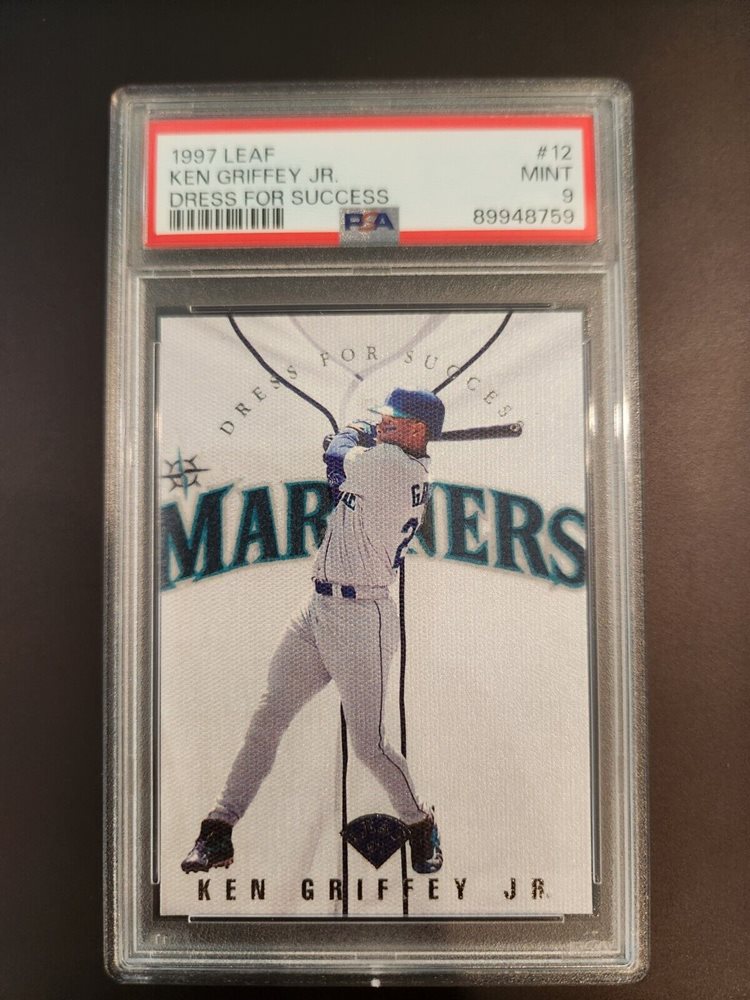 1997 LEAF #12
KEN GRIFFEY JR. MINT
DRESS FOR SUCCESS 9
PSA 89948759
DRESS FOR SUCCESS
MARINERS
KEN GRIFFEY JR.